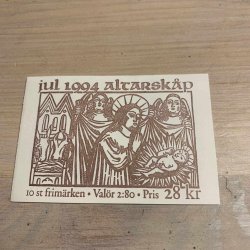 jul 1994 altarskåp
10 st frimärken • Valör 2:80 • Pris 28 kr